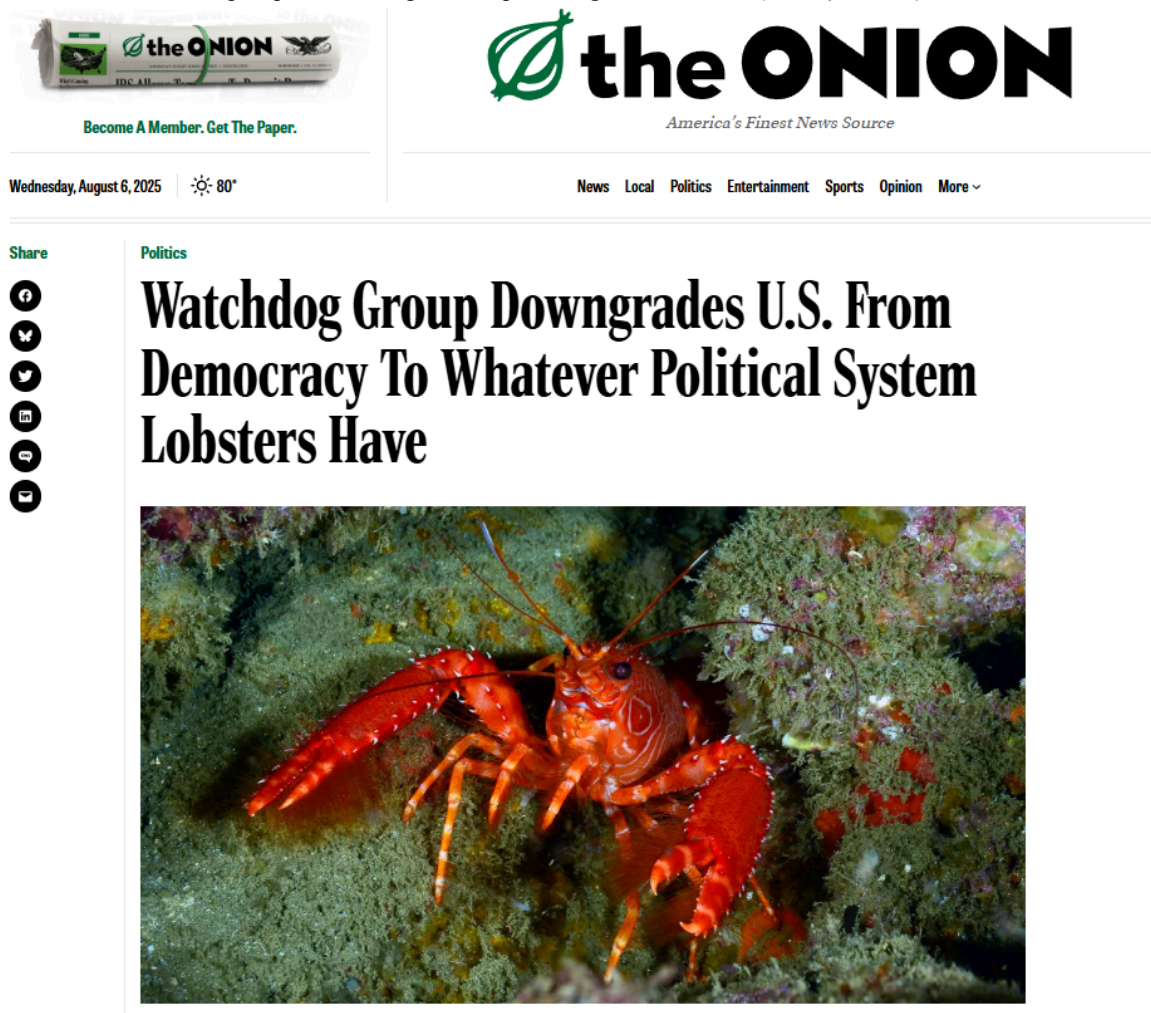 the ONION
the ONION
America's Finest News Source
Become A Member. Get The Paper.
Wednesday, August 6, 2025
80°
News Local Politics Entertainment Sports Opinion More
Share
Politics
Watchdog Group Downgrades U.S. From
Democracy To Whatever Political System
Lobsters Have